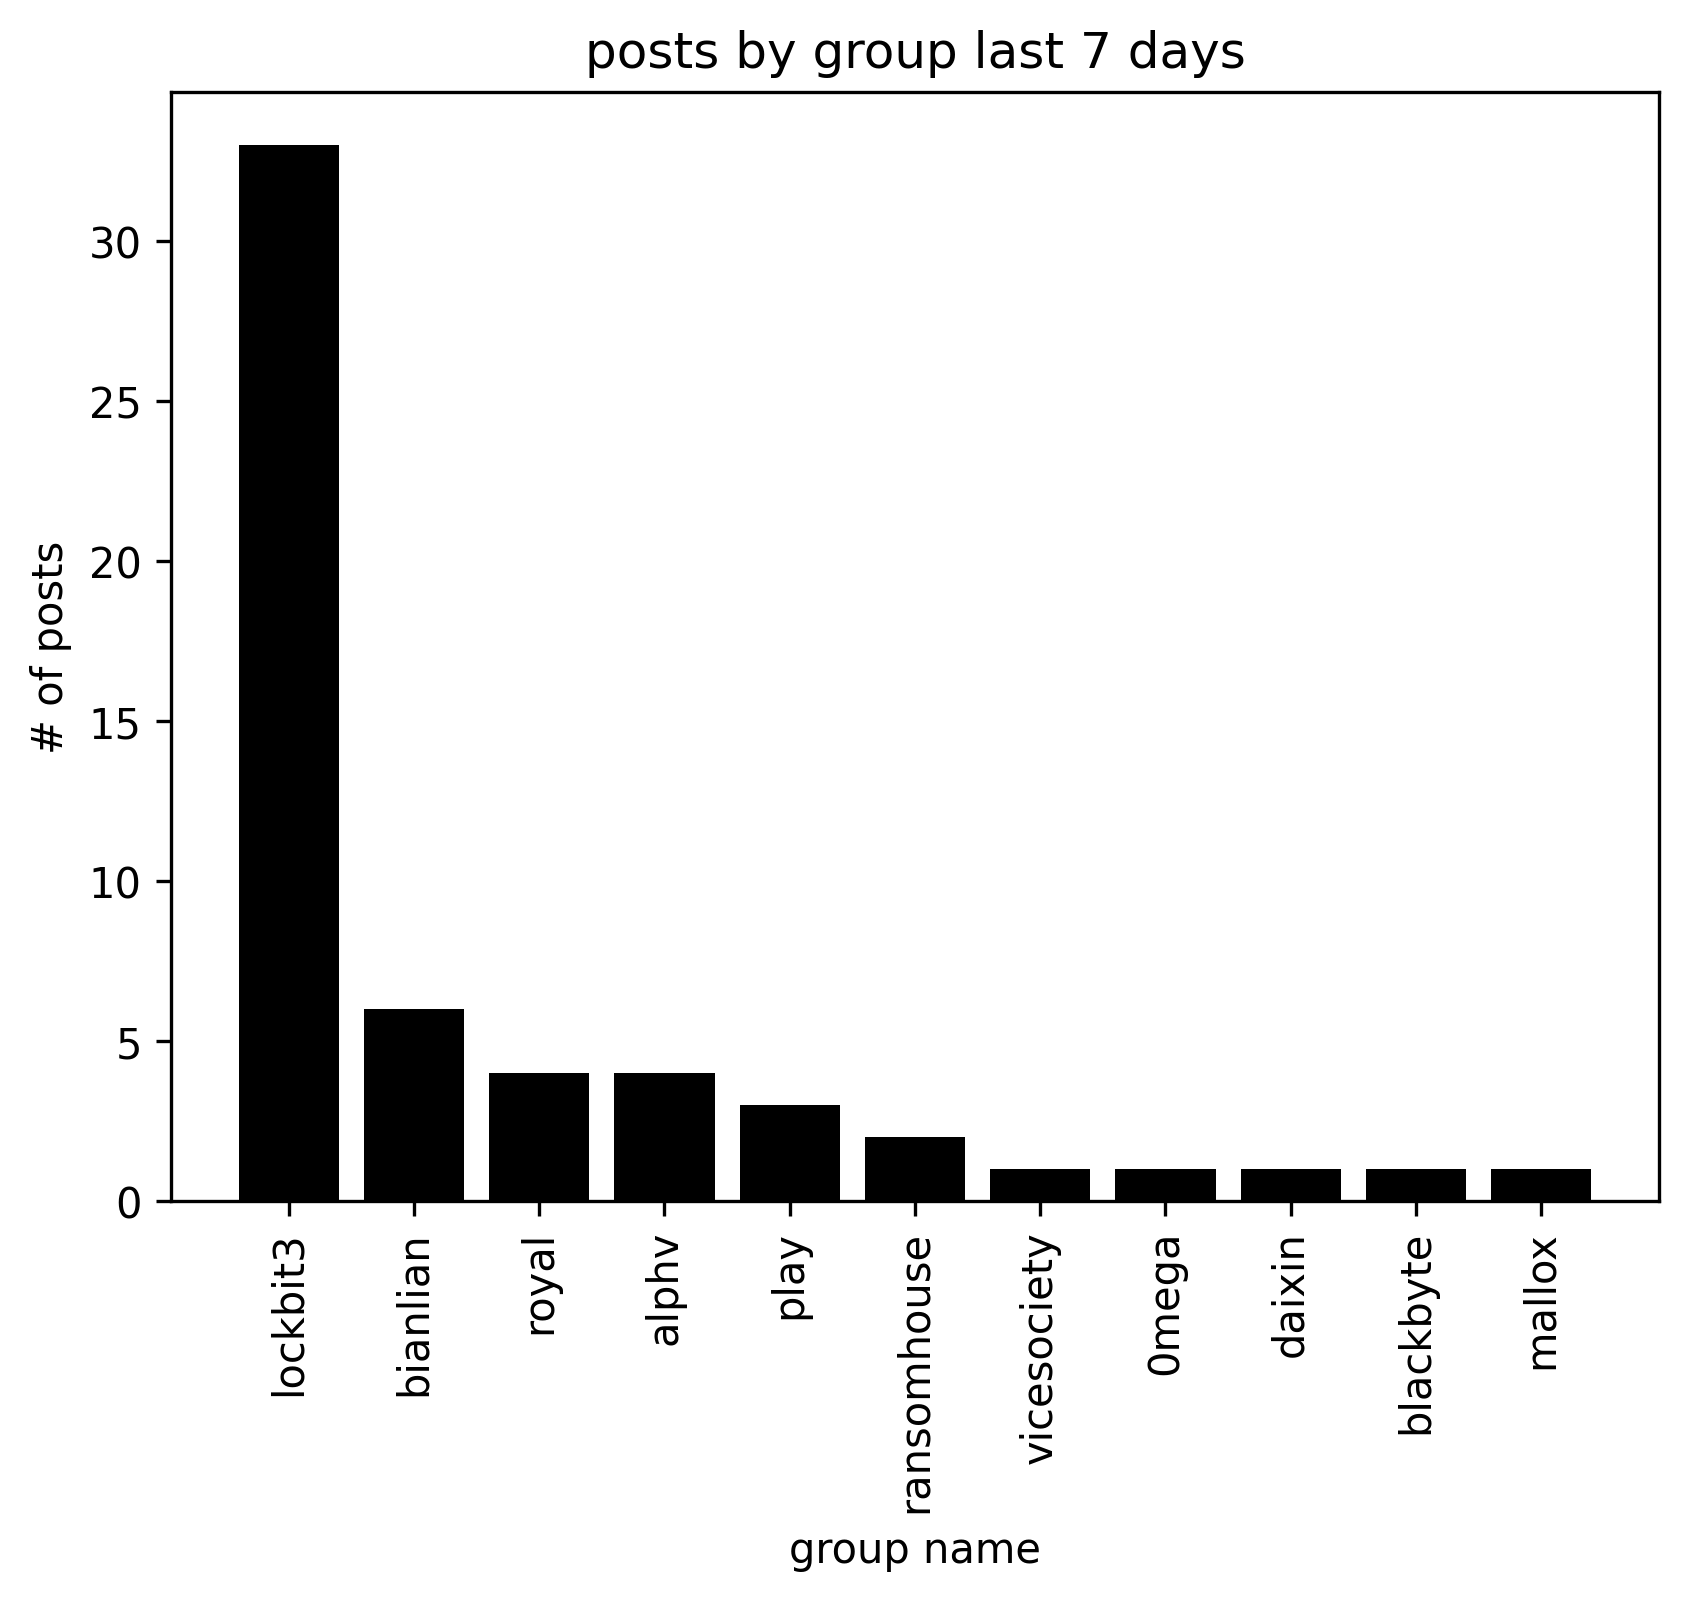 posts by group last 7 days
# of posts
30
25
20
15
10
5
0
lockbit3
bianlian
royal
alphv
play
ransomhouse
vicesociety
0mega
daixin
blackbyte
mallox
group name